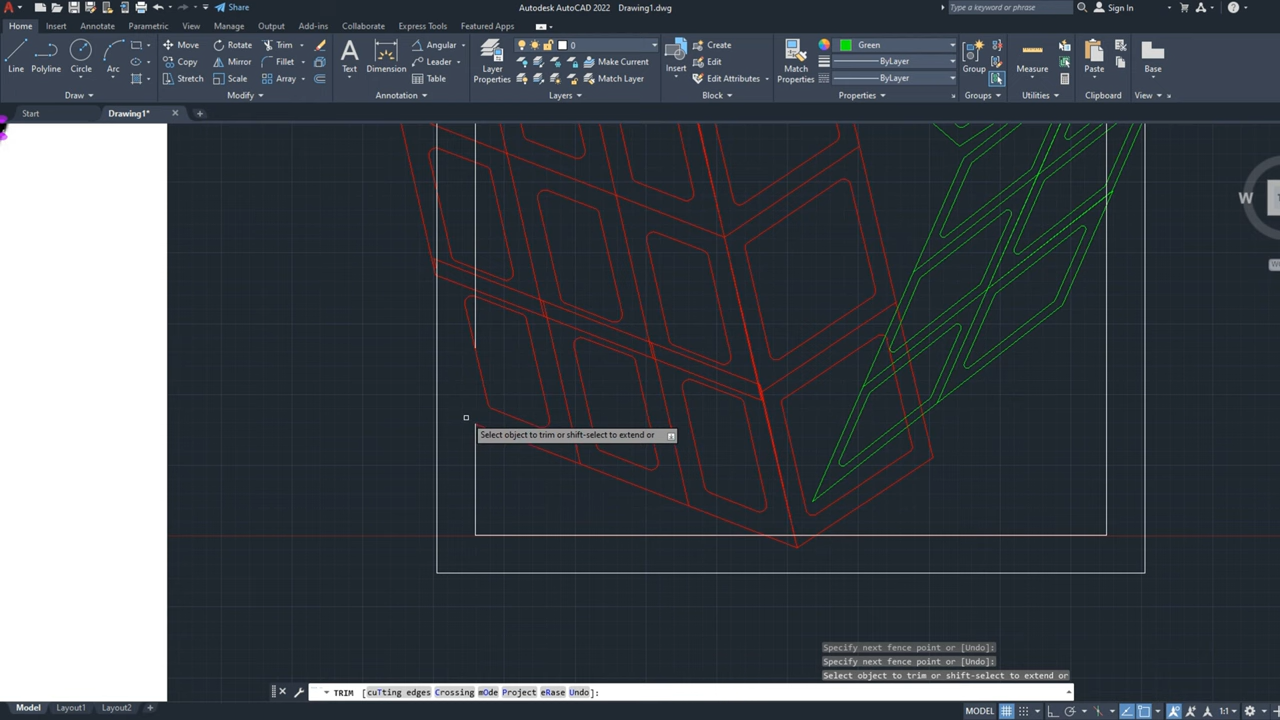 Share
Autodesk AutoCAD 2022 Drawing1.dwg
Type a keyword or phrase
Sign In
Home Insert Annotate Parametric View Manage Output Add-ins Collaborate Express Tools Featured Apps
Line
Polyline
Circle
Arc
Move
Rotate
Trim
Copy
Mirror
Fillet
Stretch
Scale
Array
Text
Dimension
Angular
Leader
Table
Layer
Properties
0
Make Current
Match Layer
Insert
Create
Edit
Edit Attributes
Match
Properties
Green
ByLayer
ByLayer
Group
Measure
Paste
Base
Draw Modify Annotation Layers Block Properties Groups Utilities Clipboard View
Start Drawing1*
W
Select object to trim or shift-select to extend or
Specify next fence point or [Undo]:
Specify next fence point or [Undo]:
Select object to trim or shift-select to extend or
TRIM [cuTting edges Crossing mOde Project eRase Undo]:
Model Layout1 Layout2
MODEL
1:1